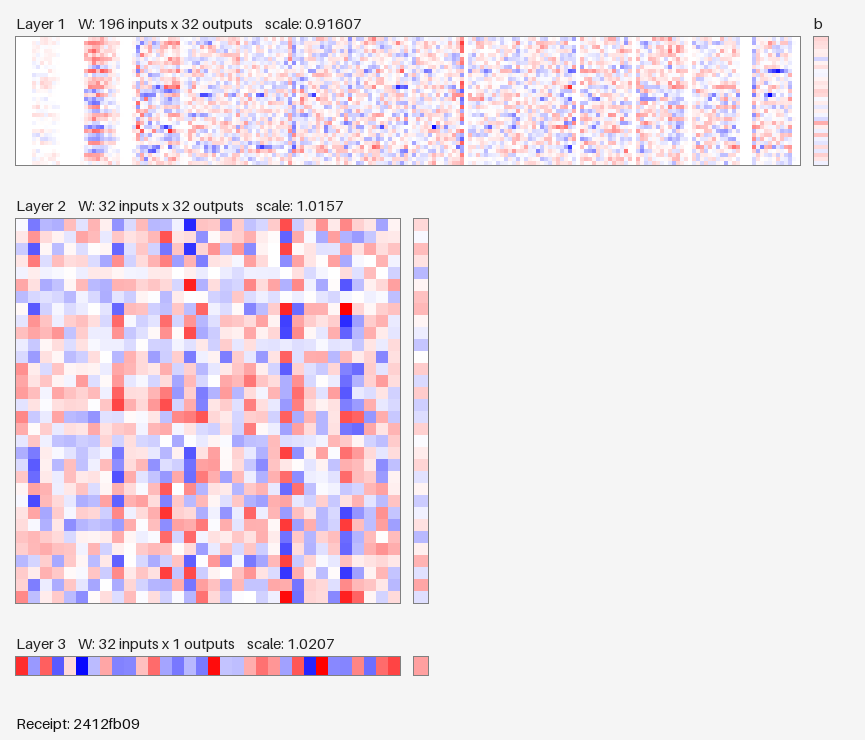 Layer 1 W: 196 inputs x 32 outputs scale: 0.91607 b
Layer 2 W: 32 inputs x 32 outputs scale: 1.0157
Layer 3 W: 32 inputs x 1 outputs scale: 1.0207
Receipt: 2412fb09